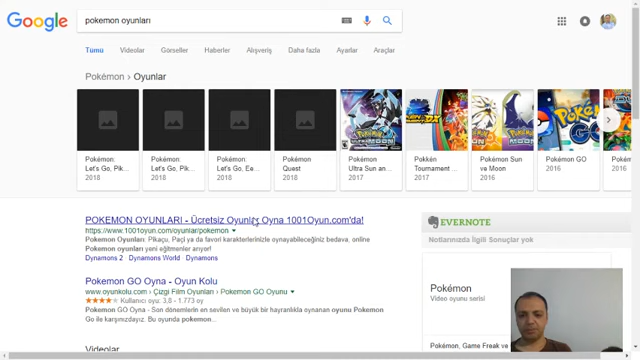 Google
pokemon oyunları
Tümü Videolar Görseller Haberler Alışveriş Daha fazla Ayarlar Araçlar
Pokémon > Oyunlar
Pokémon: Let's Go, Pik... 2018
Pokémon: Let's Go, Pik... 2018
Pokémon: Let's Go, Ee... 2018
Pokémon Quest 2018
Pokémon Ultra Sun an... 2017
Pokkén Tournament ... 2017
Pokémon Sun ve Moon 2016
Pokémon GO 2016
POKEMON OYUNLARI - Ücretsiz Oyunlar Oyna 1001Oyun.com'da!
https://www.1001oyun.com/oyunlar/pokemon
Pokemon Oyunları: Pikaçu, Paçi ya da favori karakterlerinizle oynayabileceğiniz bedava, online
Pokemon oyunları yeni eğitmenler arıyor!
Dynamons 2 Dynamons World Dynamons
Pokémon GO Oyna - Oyun Kolu
www.oyunkolu.com › Çizgi Film Oyunları › Pokemon GO Oyunu
Kullanıcı oyu: 3,8 - 1.773 oy
Pokémon GO Oyna - Son dönemlerin en sevilen ve büyük bir hayranlıkla oynanan oyunu Pokemon
Go ile karşınızdayız. Bu oyunda pokemon...
Videolar
EVERNOTE
Notlarınızda İlgili Sonuçlar yok
Pokémon
Video oyunu serisi
Pokémon, Game Freak ve